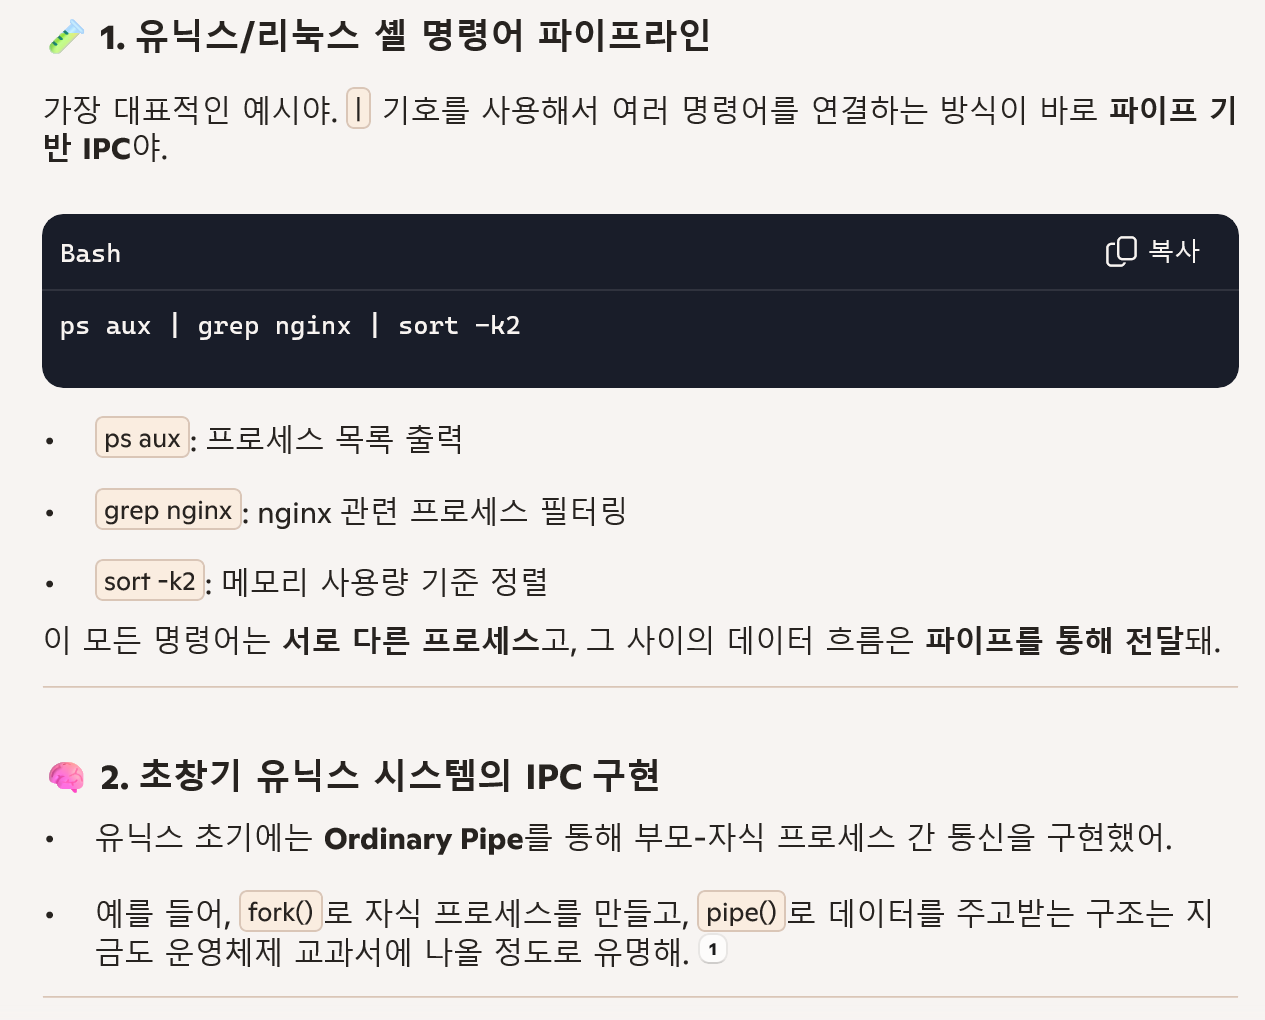 1. 유닉스/리눅스 셸 명령어 파이프라인
가장 대표적인 예시야. | 기호를 사용해서 여러 명령어를 연결하는 방식이 바로 파이프 기
반 IPC야.
Bash
복사
ps aux | grep nginx | sort -k2
• ps aux: 프로세스 목록 출력
• grep nginx: nginx 관련 프로세스 필터링
• sort -k2: 메모리 사용량 기준 정렬
이 모든 명령어는 서로 다른 프로세스고, 그 사이의 데이터 흐름은 파이프를 통해 전달돼.
2. 초창기 유닉스 시스템의 IPC 구현
• 유닉스 초기에는 Ordinary Pipe를 통해 부모-자식 프로세스 간 통신을 구현했어.
• 예를 들어, fork()로 자식 프로세스를 만들고, pipe()로 데이터를 주고받는 구조는 지
금도 운영체제 교과서에 나올 정도로 유명해. 1